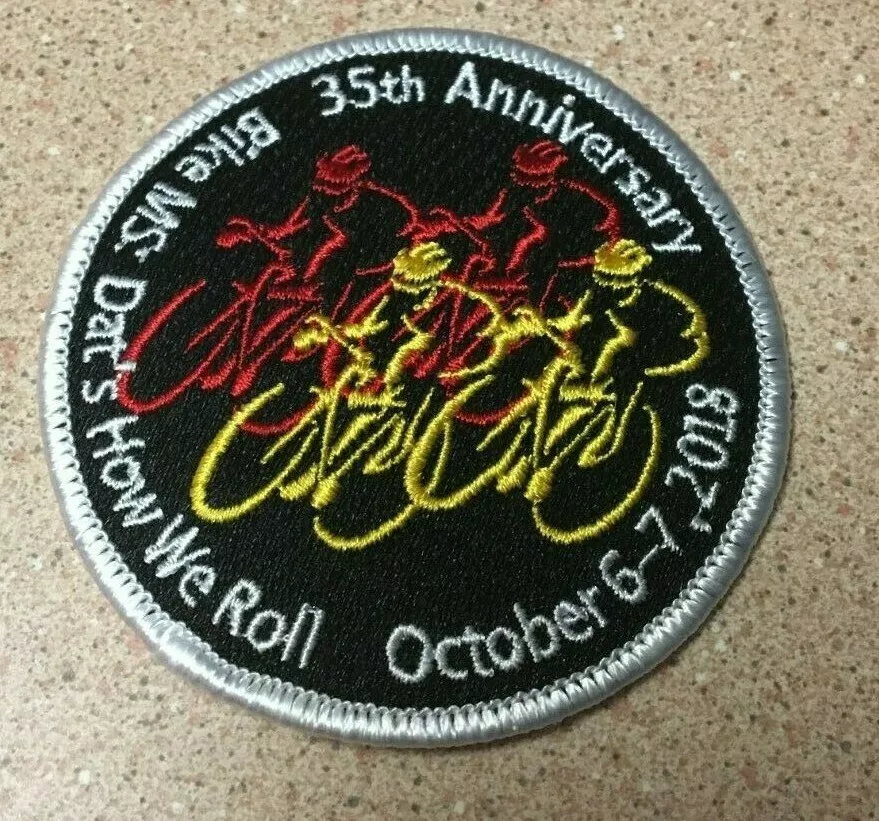 35th Anniversary
Bike MS: Dat's How We Roll
October 6-7, 2018